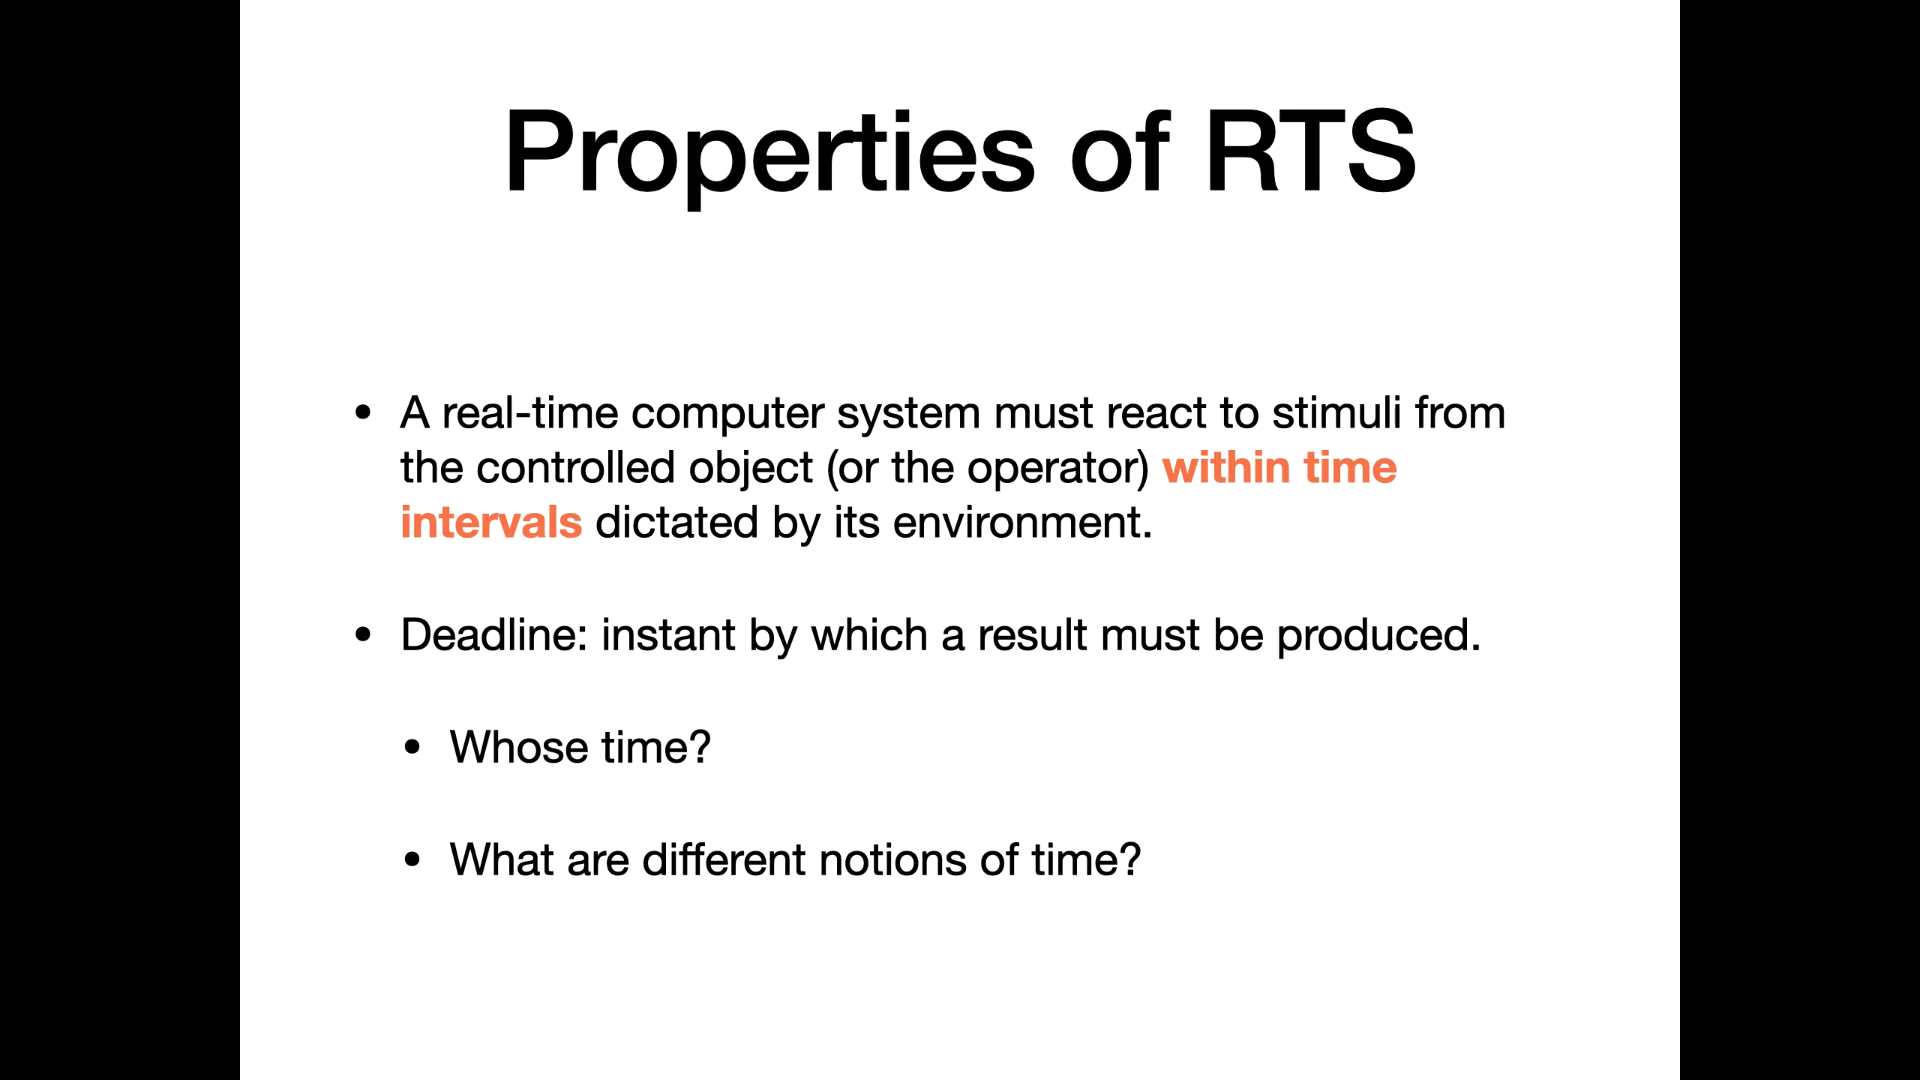 Properties of RTS
• A real-time computer system must react to stimuli from
the controlled object (or the operator) within time
intervals dictated by its environment.
• Deadline: instant by which a result must be produced.
• Whose time?
• What are different notions of time?